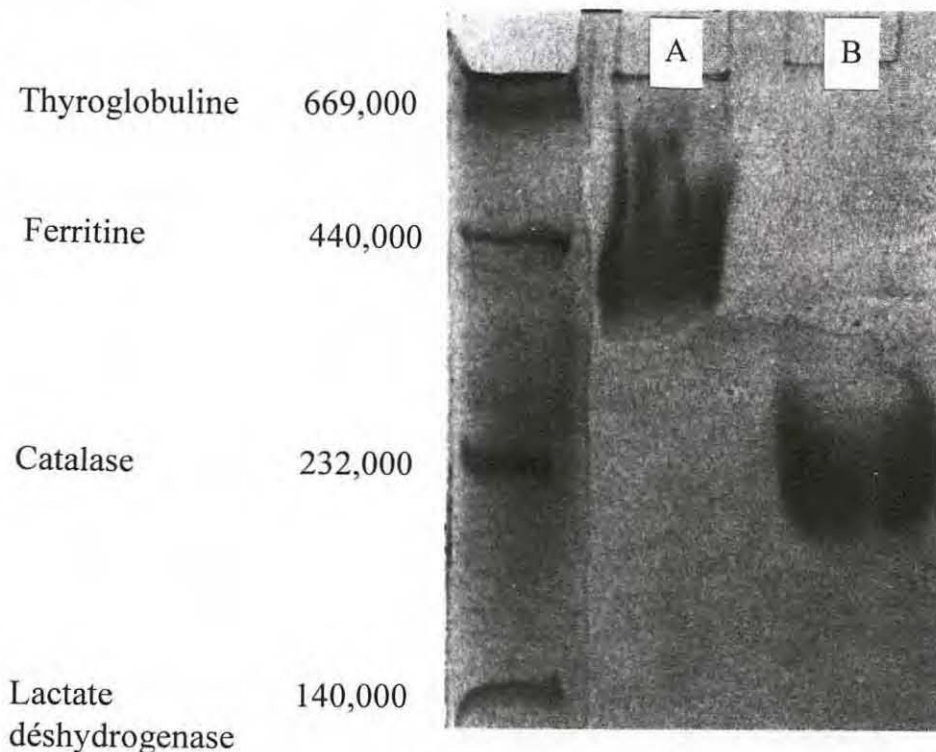 A B
Thyroglobuline 669,000
Ferritine 440,000
Catalase 232,000
Lactate 140,000
déshydrogenase